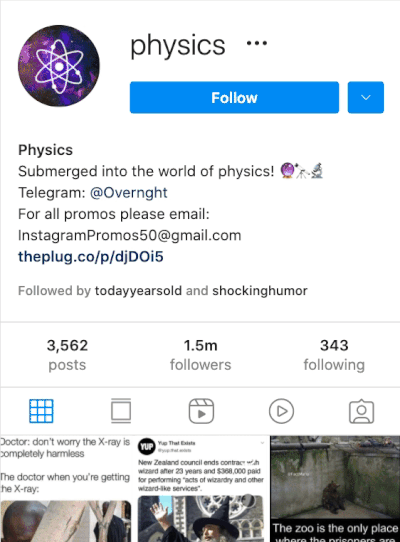 physics
Follow
Physics
Submerged into the world of physics!
Telegram: @Overnght
For all promos please email:
InstagramPromos50@gmail.com
theplug.co/p/djDOi5
Followed by todayyearsold and shockinghumor
3,562
posts
1.5m
followers
343
following
Doctor: don't worry the X-ray is
completely harmless
The doctor when you're getting
the X-ray:
YUP
Yup That Exists
New Zealand council ends contract with
wizard after 23 years and $368,000 paid
for performing "acts of wizardry and other
wizard-like services".
The zoo is the only place
where the prisoners are